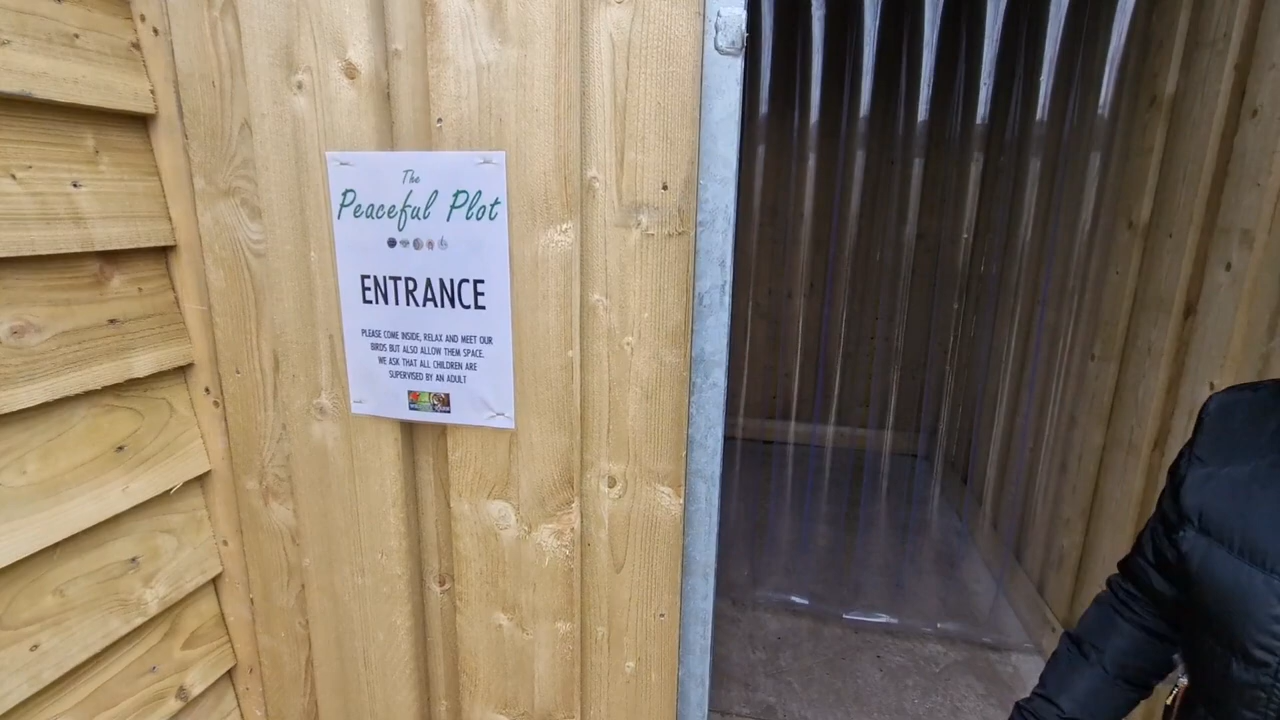 The
Peaceful Plot
ENTRANCE
PLEASE COME INSIDE, RELAX AND MEET OUR
BIRDS BUT ALSO ALLOW THEM SPACE.
WE ASK THAT ALL CHILDREN ARE
SUPERVISED BY AN ADULT